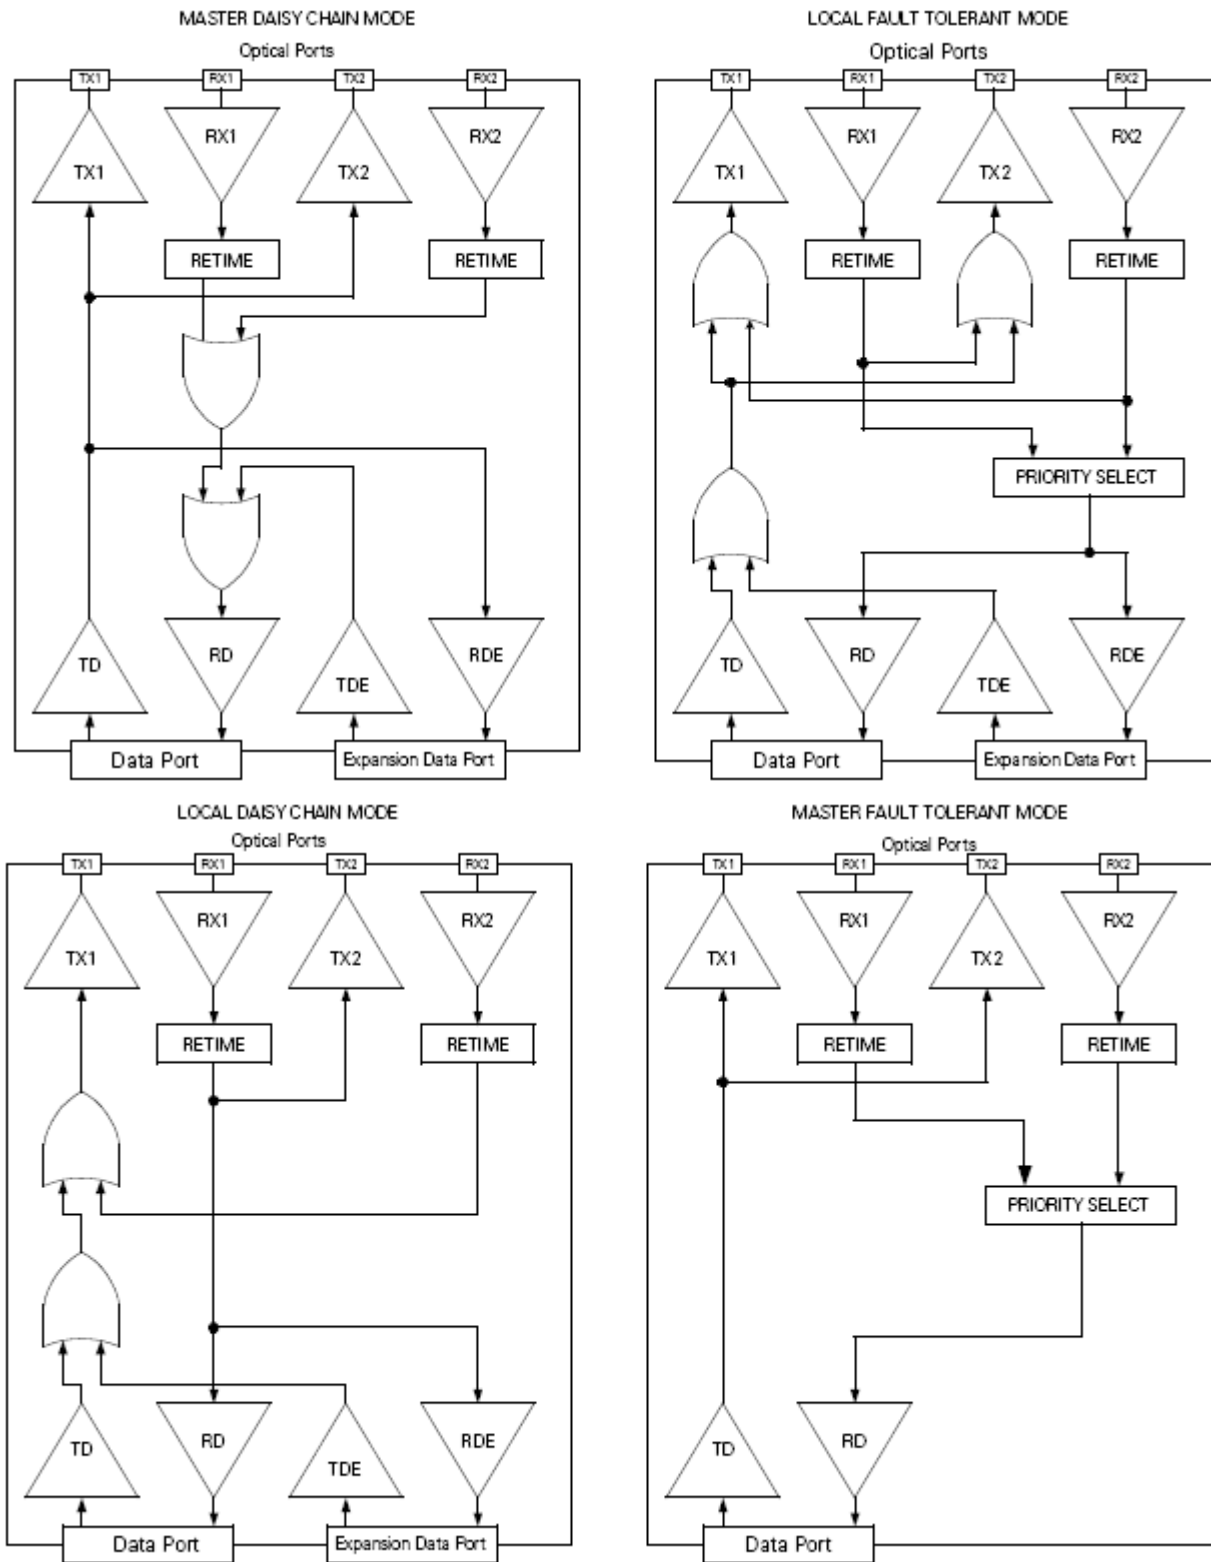 MASTER DAISY CHAIN MODE
Optical Ports
TX1 RX1 TX2 RX2
TX1 RX1 TX2 RX2
RETIME RETIME
TD RD TDE RDE
Data Port Expansion Data Port
LOCAL FAULT TOLERANT MODE
Optical Ports
TX1 RX1 TX2 RX2
TX1 RX1 TX2 RX2
RETIME RETIME
PRIORITY SELECT
TD RD TDE RDE
Data Port Expansion Data Port
LOCAL DAISY CHAIN MODE
Optical Ports
TX1 RX1 TX2 RX2
TX1 RX1 TX2 RX2
RETIME RETIME
TD RD TDE RDE
Data Port Expansion Data Port
MASTER FAULT TOLERANT MODE
Optical Ports
TX1 RX1 TX2 RX2
TX1 RX1 TX2 RX2
RETIME RETIME
PRIORITY SELECT
TD RD
Data Port